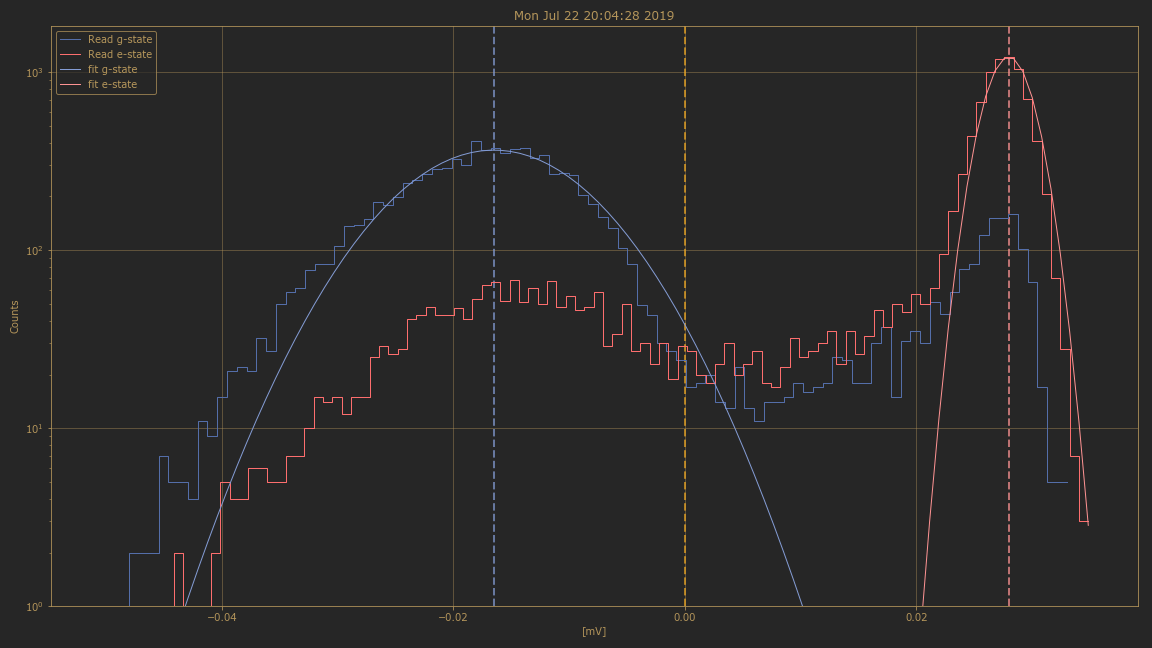 Mon Jul 22 20:04:28 2019
Read g-state
Read e-state
fit g-state
fit e-state
10³
10²
10¹
10⁰
Counts
−0.04 −0.02 0.00 0.02
[mV]